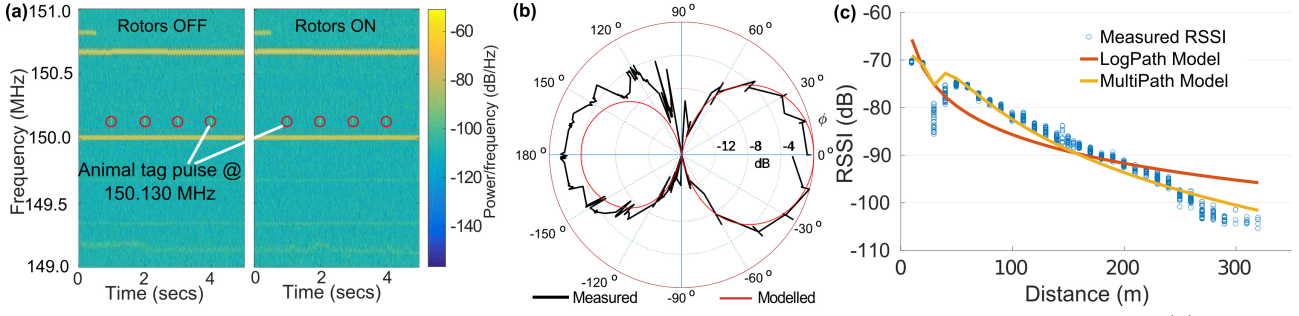 (a)
Frequency (MHz)
151.0
150.5
150.0
149.5
149.0
Rotors OFF
Rotors ON
Animal tag pulse @
150.130 MHz
0
2
4
0
2
4
Time (secs)
Time (secs)
-60
-80
-100
-120
-140
Power/frequency (dB/Hz)
(b)
90 o
120 o
60 o
150 o
30 o
ϕ
180 o
-12 -8 -4 0 o
dB
-150 o
-30 o
-120 o
-60 o
-90 o
Measured
Modelled
(c)
RSSI (dB)
-60
-70
-80
-90
-100
-110
Measured RSSI
LogPath Model
MultiPath Model
0
100
200
300
Distance (m)